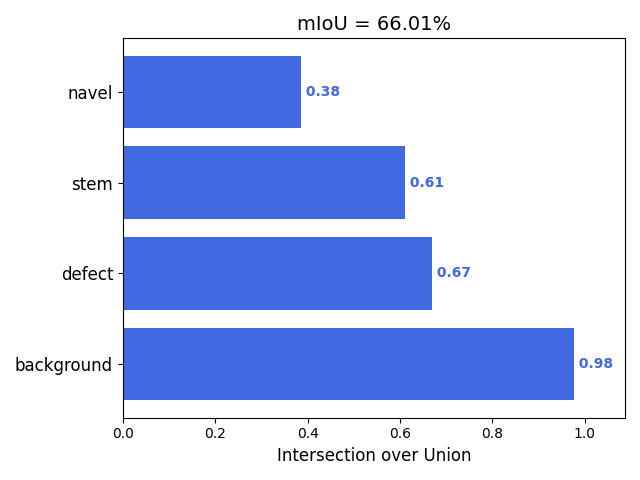 mIoU = 66.01%
navel
0.38
stem
0.61
defect
0.67
background
0.98
0.0 0.2 0.4 0.6 0.8 1.0
Intersection over Union